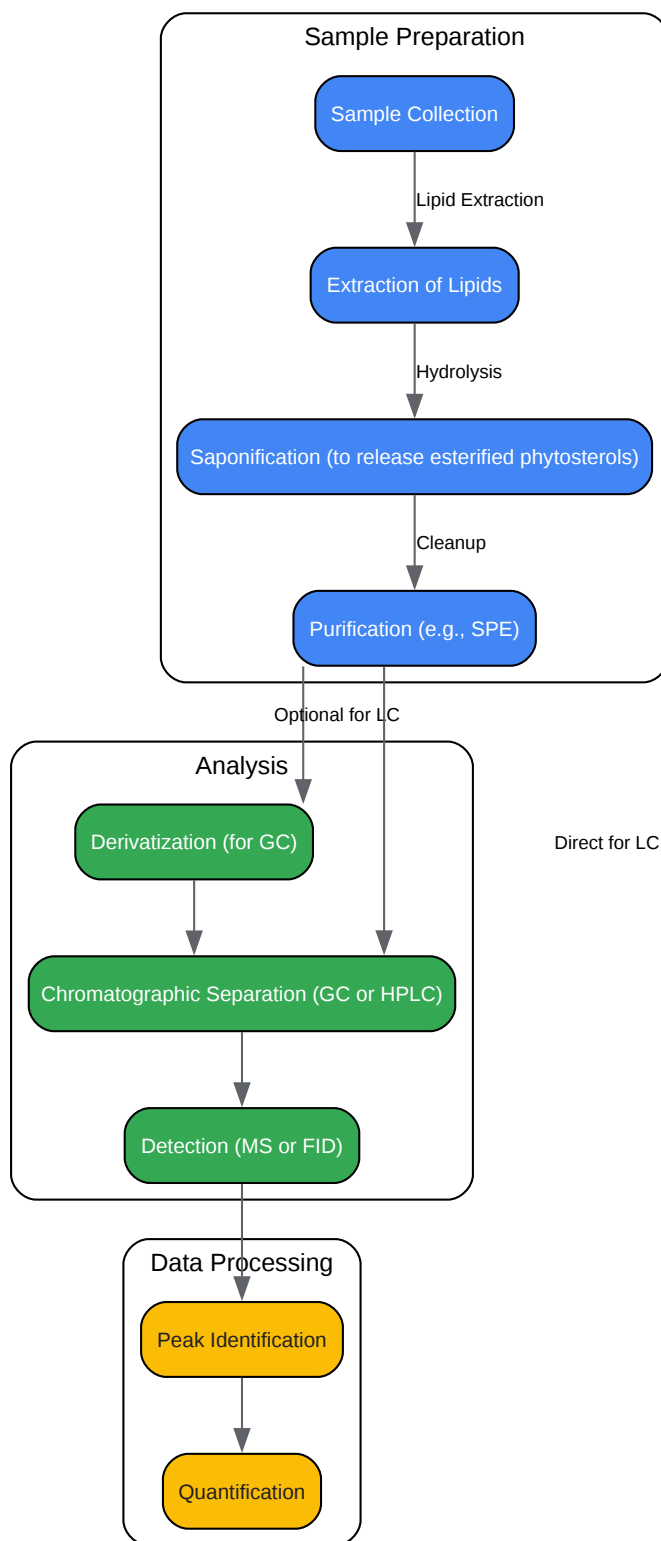 Sample Preparation
Sample Collection
Lipid Extraction
Extraction of Lipids
Hydrolysis
Saponification (to release esterified phytosterols)
Cleanup
Purification (e.g., SPE)
Optional for LC
Analysis
Derivatization (for GC)
Direct for LC
Chromatographic Separation (GC or HPLC)
Detection (MS or FID)
Data Processing
Peak Identification
Quantification